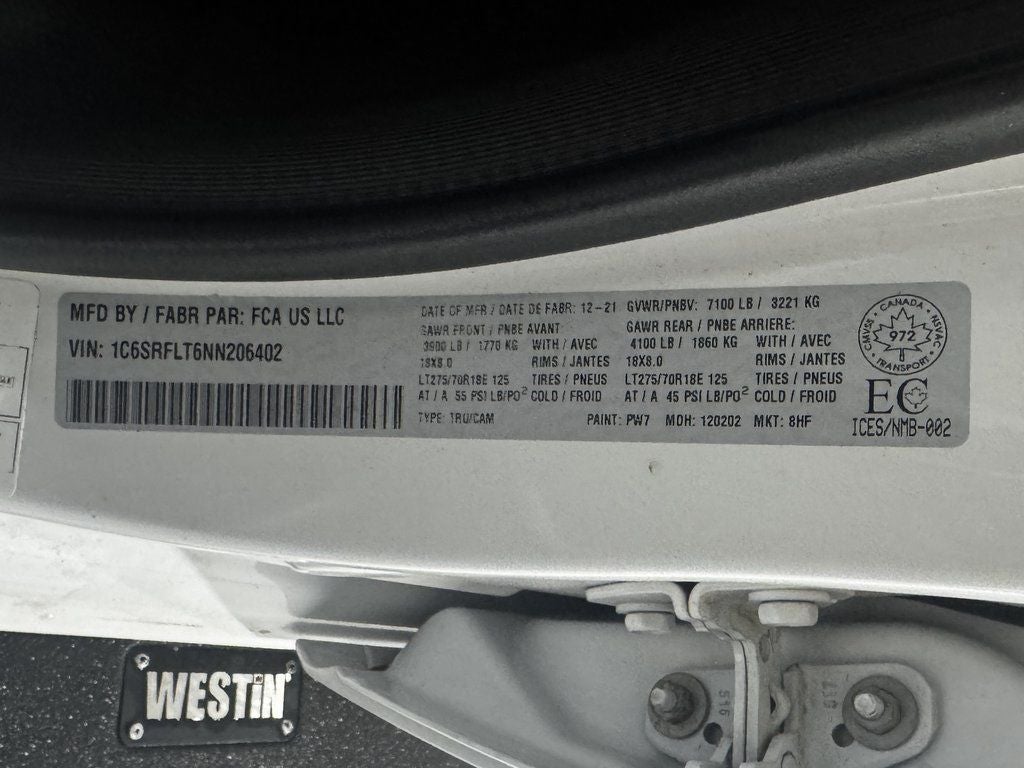 MFD BY / FABR PAR: FCA US LLC
VIN: 1C6SRFLT6NN206402
DATE OF MFR / DATE DE FABR: 12-21
GVWR/PNBV: 7100 LB / 3221 KG
GAWR FRONT / PNBE AVANT:
GAWR REAR / PNBE ARRIERE:
3900 LB / 1770 KG WITH / AVEC
4100 LB / 1860 KG WITH / AVEC
18X8.0 RIMS / JANTES
18X8.0 RIMS / JANTES
LT275/70R18E 125 TIRES / PNEUS
LT275/70R18E 125 TIRES / PNEUS
AT / A 55 PSI LB/PO² COLD / FROID
AT / A 45 PSI LB/PO² COLD / FROID
TYPE: TRU/CAM
PAINT: PW7 MDH: 120202 MKT: 8HF
CANADA
CMVSS
NSVAC
972
TRANSPORT
EC
ICES/NMB-002
WESTiN
516